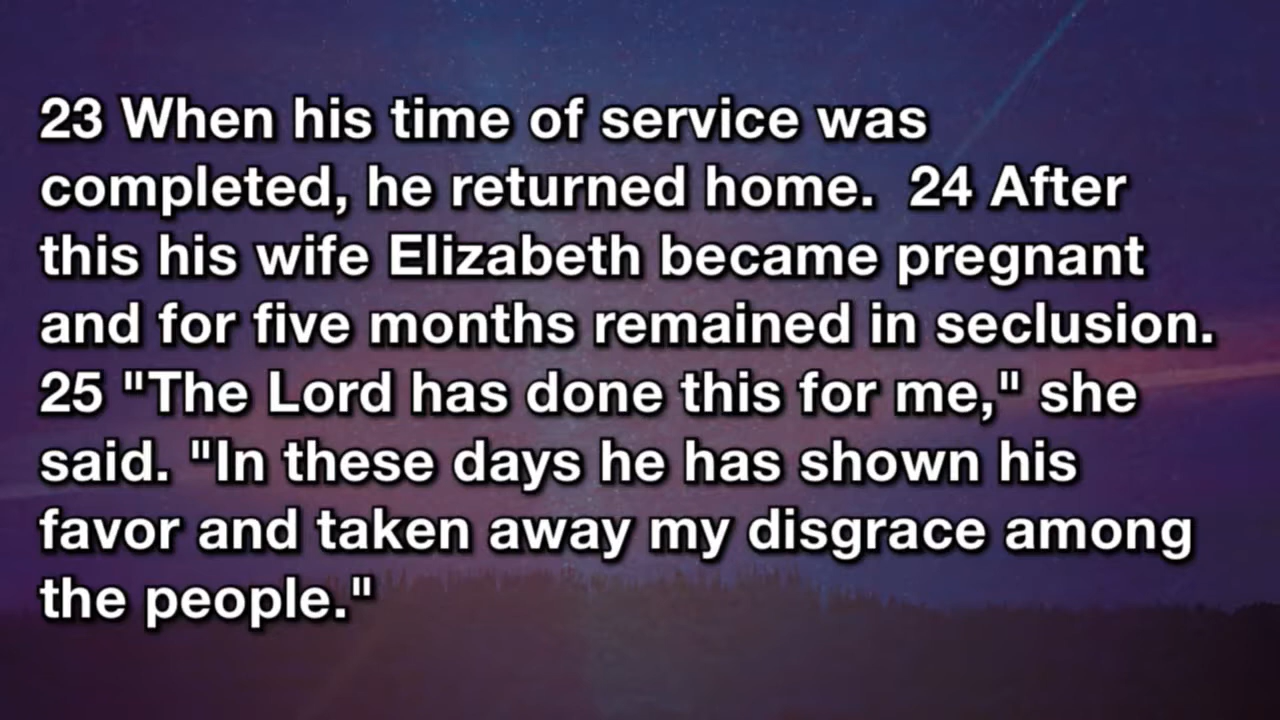 23 When his time of service was
completed, he returned home.  24 After
this his wife Elizabeth became pregnant
and for five months remained in seclusion.
25 "The Lord has done this for me," she
said. "In these days he has shown his
favor and taken away my disgrace among
the people."